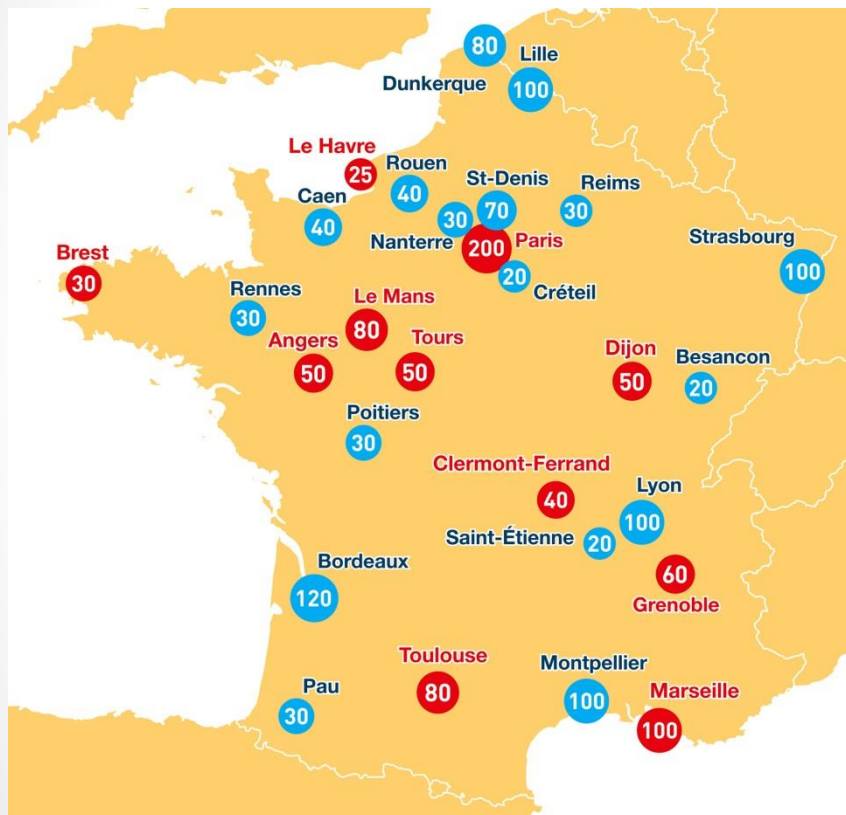 80
Lille
Dunkerque
100
Le Havre
25
Rouen
40
St-Denis
70
Reims
30
Caen
40
30
Nanterre
200
Paris
Strasbourg
100
Brest
30
20
Créteil
Rennes
30
Le Mans
80
Angers
50
Tours
50
Dijon
50
Besancon
20
Poitiers
30
Clermont-Ferrand
40
Lyon
100
Saint-Étienne
20
Bordeaux
120
60
Grenoble
Toulouse
80
Montpellier
100
Marseille
100
Pau
30